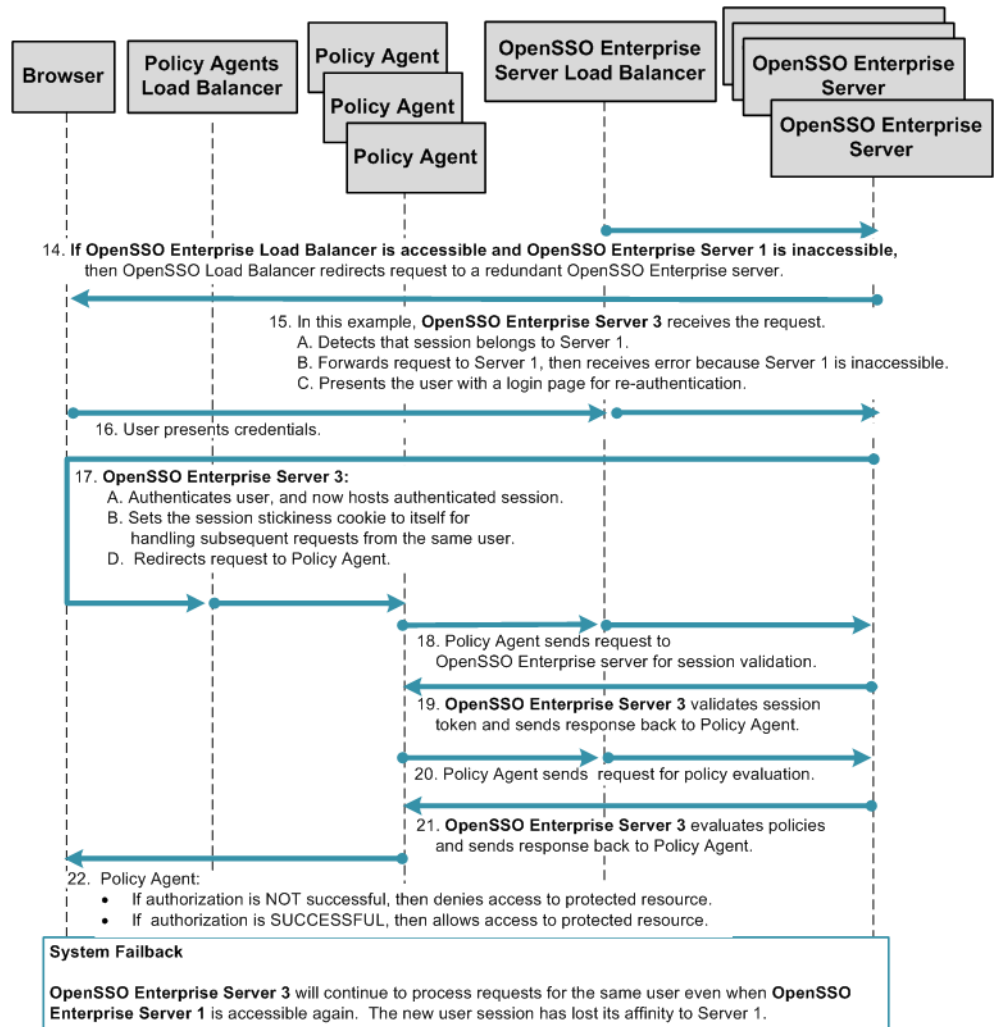 Browser
Policy Agents
Load Balancer
Policy Agent
Policy Agent
Policy Agent
OpenSSO Enterprise
Server Load Balancer
OpenSSO Enterprise
Server
OpenSSO Enterprise
Server
14. If OpenSSO Enterprise Load Balancer is accessible and OpenSSO Enterprise Server 1 is inaccessible,
then OpenSSO Load Balancer redirects request to a redundant OpenSSO Enterprise server.
15. In this example, OpenSSO Enterprise Server 3 receives the request.
A. Detects that session belongs to Server 1.
B. Forwards request to Server 1, then receives error because Server 1 is inaccessible.
C. Presents the user with a login page for re-authentication.
16. User presents credentials.
17. OpenSSO Enterprise Server 3:
A. Authenticates user, and now hosts authenticated session.
B. Sets the session stickiness cookie to itself for
handling subsequent requests from the same user.
D. Redirects request to Policy Agent.
18. Policy Agent sends request to
OpenSSO Enterprise server for session validation.
19. OpenSSO Enterprise Server 3 validates session
token and sends response back to Policy Agent.
20. Policy Agent sends request for policy evaluation.
21. OpenSSO Enterprise Server 3 evaluates policies
and sends response back to Policy Agent.
22. Policy Agent:
• If authorization is NOT successful, then denies access to protected resource.
• If authorization is SUCCESSFUL, then allows access to protected resource.
System Failback
OpenSSO Enterprise Server 3 will continue to process requests for the same user even when OpenSSO
Enterprise Server 1 is accessible again. The new user session has lost its affinity to Server 1.